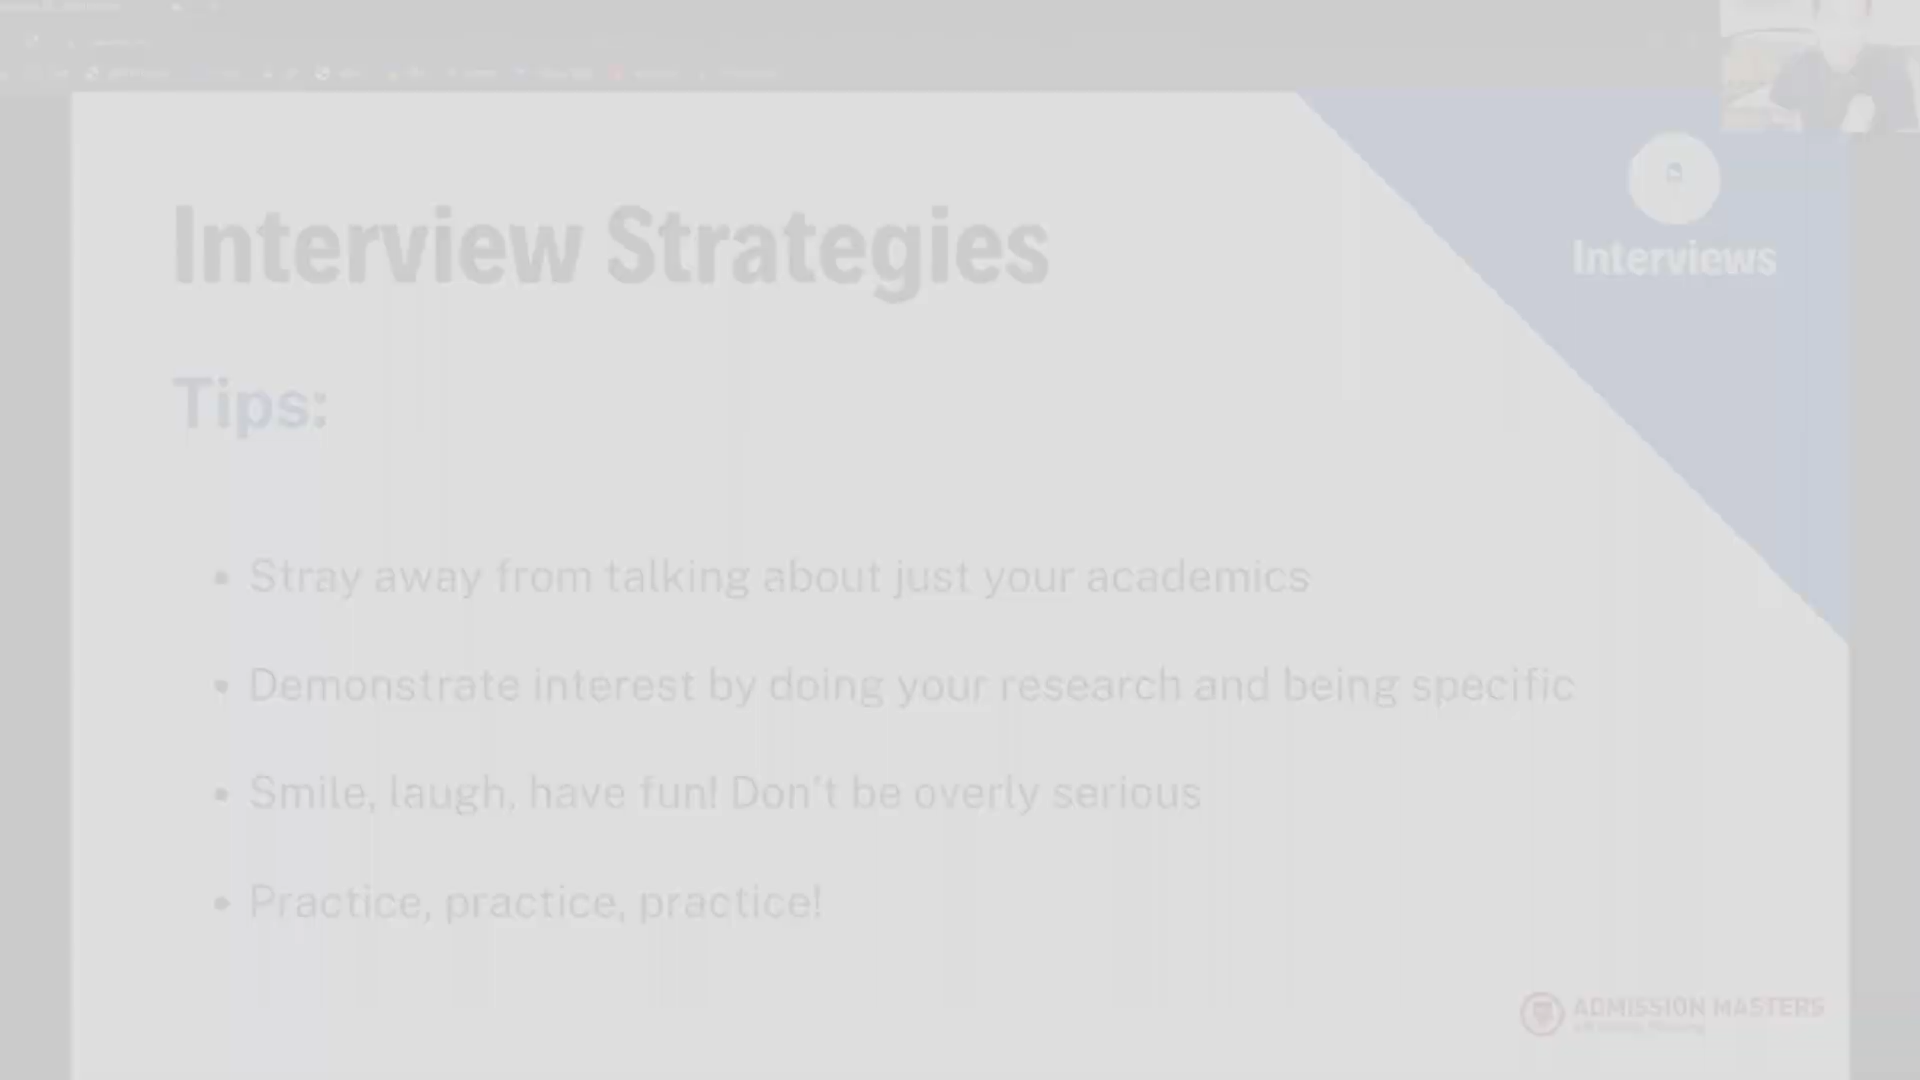 Interviews
Interview Strategies
Tips:
• Stray away from talking about just your academics
• Demonstrate interest by doing your research and being specific
• Smile, laugh, have fun! Don't be overly serious
• Practice, practice, practice!
ADMISSION MASTERS